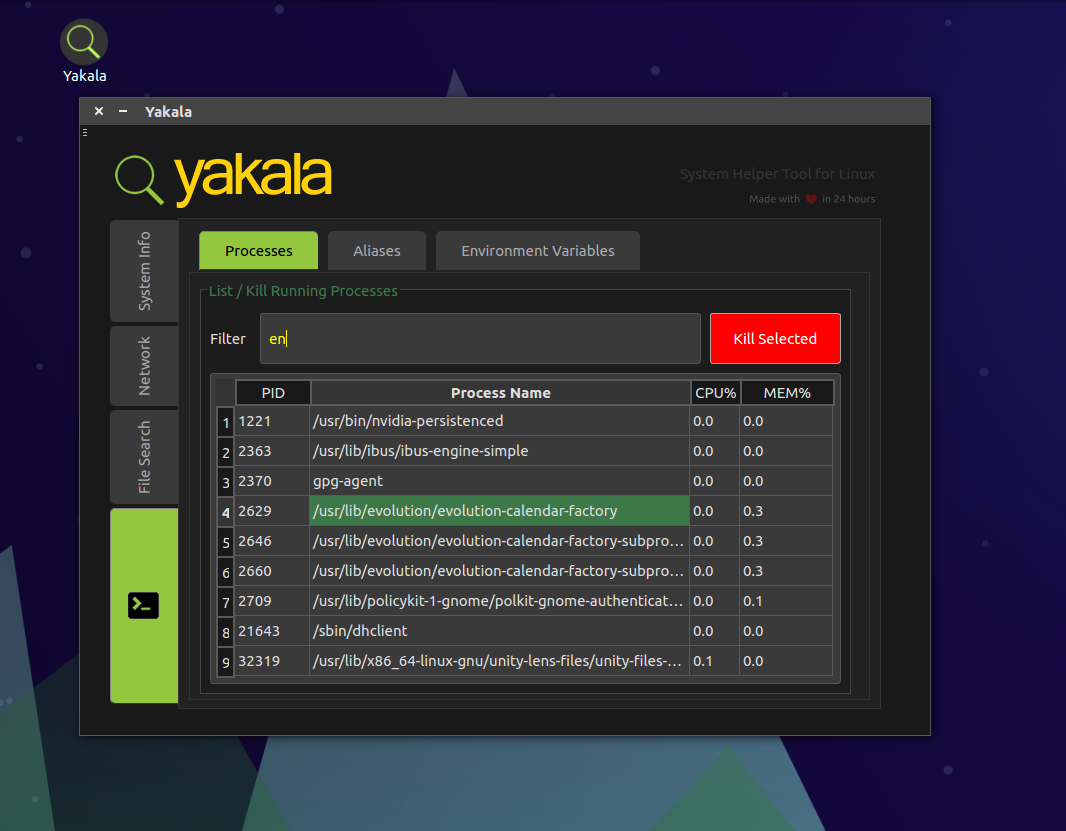 Yakala
Yakala
yakala
System Helper Tool for Linux
Made with ❤ in 24 hours
System Info
Network
File Search
Processes Aliases Environment Variables
List / Kill Running Processes
Filter en Kill Selected
PID Process Name CPU% MEM%
1 1221 /usr/bin/nvidia-persistenced 0.0 0.0
2 2363 /usr/lib/ibus/ibus-engine-simple 0.0 0.0
3 2370 gpg-agent 0.0 0.0
4 2629 /usr/lib/evolution/evolution-calendar-factory 0.0 0.3
5 2646 /usr/lib/evolution/evolution-calendar-factory-subpro... 0.0 0.3
6 2660 /usr/lib/evolution/evolution-calendar-factory-subpro... 0.0 0.3
7 2709 /usr/lib/policykit-1-gnome/polkit-gnome-authenticat... 0.0 0.1
8 21643 /sbin/dhclient 0.0 0.0
9 32319 /usr/lib/x86_64-linux-gnu/unity-lens-files/unity-files-... 0.1 0.0